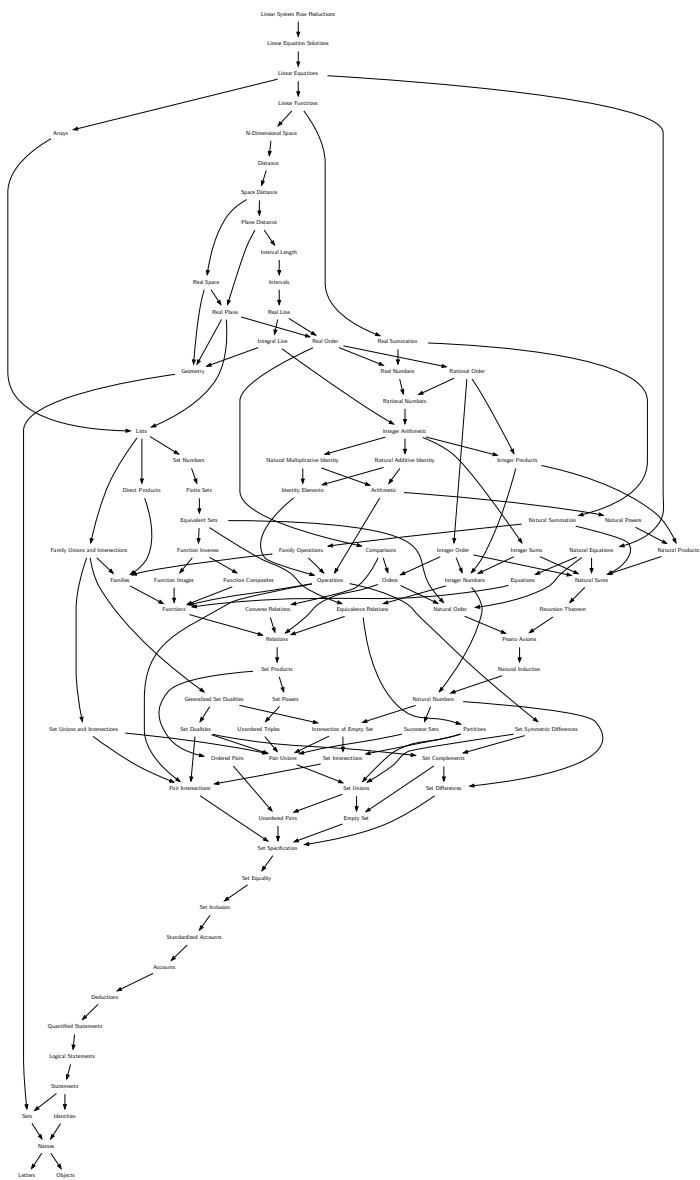 Linear System Row Reductions
Linear Equation Solutions
Linear Equations
Linear Functions
Arrays
N-Dimensional Space
Distance
Space Distance
Plane Distance
Interval Length
Real Space
Intervals
Real Plane
Real Line
Integral Line
Real Order
Real Summation
Geometry
Real Numbers
Rational Order
Rational Numbers
Lists
Integer Arithmetic
Set Numbers
Natural Multiplicative Identity
Natural Additive Identity
Integer Products
Direct Products
Finite Sets
Identity Elements
Arithmetic
Equivalent Sets
Natural Summation
Natural Powers
Family Unions and Intersections
Function Inverses
Family Operations
Comparisons
Integer Order
Integer Sums
Natural Equations
Natural Products
Families
Function Images
Function Composites
Operations
Orders
Integer Numbers
Equations
Natural Sums
Functions
Converse Relations
Equivalence Relations
Natural Order
Recursion Theorem
Relations
Peano Axioms
Set Products
Natural Induction
Generalized Set Dualities
Set Powers
Natural Numbers
Set Unions and Intersections
Set Dualities
Unordered Triples
Intersection of Empty Set
Successor Sets
Partitions
Set Symmetric Differences
Ordered Pairs
Pair Unions
Set Intersections
Set Complements
Pair Intersections
Set Unions
Set Differences
Unordered Pairs
Empty Set
Set Specification
Set Equality
Set Inclusion
Standardized Accounts
Accounts
Deductions
Quantified Statements
Logical Statements
Statements
Sets
Identities
Names
Letters
Objects